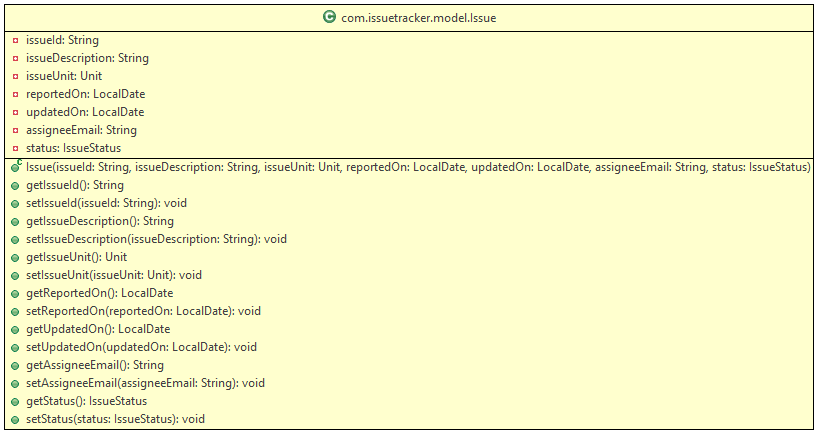 C com.issuetracker.model.Issue
issueId: String
issueDescription: String
issueUnit: Unit
reportedOn: LocalDate
updatedOn: LocalDate
assigneeEmail: String
status: IssueStatus
c Issue(issueId: String, issueDescription: String, issueUnit: Unit, reportedOn: LocalDate, updatedOn: LocalDate, assigneeEmail: String, status: IssueStatus)
getIssueId(): String
setIssueId(issueId: String): void
getIssueDescription(): String
setIssueDescription(issueDescription: String): void
getIssueUnit(): Unit
setIssueUnit(issueUnit: Unit): void
getReportedOn(): LocalDate
setReportedOn(reportedOn: LocalDate): void
getUpdatedOn(): LocalDate
setUpdatedOn(updatedOn: LocalDate): void
getAssigneeEmail(): String
setAssigneeEmail(assigneeEmail: String): void
getStatus(): IssueStatus
setStatus(status: IssueStatus): void